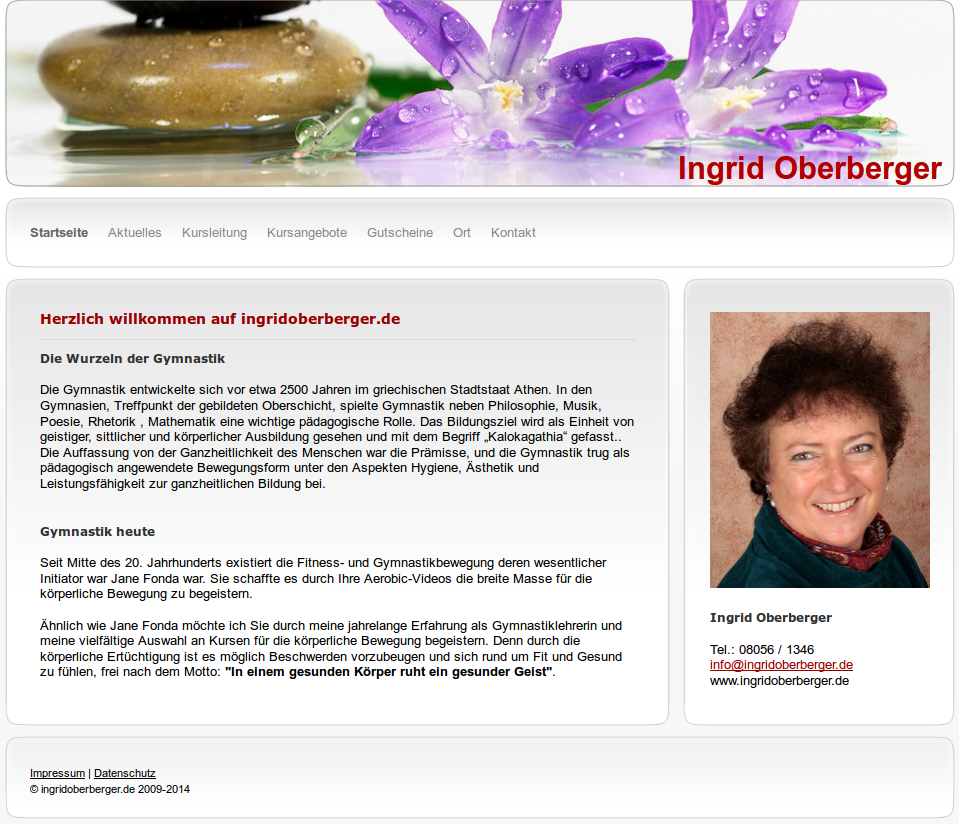 Ingrid Oberberger
Startseite Aktuelles Kursleitung Kursangebote Gutscheine Ort Kontakt
Herzlich willkommen auf ingridoberberger.de
Die Wurzeln der Gymnastik
Die Gymnastik entwickelte sich vor etwa 2500 Jahren im griechischen Stadtstaat Athen. In den
Gymnasien, Treffpunkt der gebildeten Oberschicht, spielte Gymnastik neben Philosophie, Musik,
Poesie, Rhetorik , Mathematik eine wichtige pädagogische Rolle. Das Bildungsziel wird als Einheit von
geistiger, sittlicher und körperlicher Ausbildung gesehen und mit dem Begriff „Kalokagathia“ gefasst..
Die Auffassung von der Ganzheitlichkeit des Menschen war die Prämisse, und die Gymnastik trug als
pädagogisch angewendete Bewegungsform unter den Aspekten Hygiene, Ästhetik und
Leistungsfähigkeit zur ganzheitlichen Bildung bei.
Gymnastik heute
Seit Mitte des 20. Jahrhunderts existiert die Fitness- und Gymnastikbewegung deren wesentlicher
Initiator war Jane Fonda war. Sie schaffte es durch Ihre Aerobic-Videos die breite Masse für die
körperliche Bewegung zu begeistern.
Ähnlich wie Jane Fonda möchte ich Sie durch meine jahrelange Erfahrung als Gymnastiklehrerin und
meine vielfältige Auswahl an Kursen für die körperliche Bewegung begeistern. Denn durch die
körperliche Ertüchtigung ist es möglich Beschwerden vorzubeugen und sich rund um Fit und Gesund
zu fühlen, frei nach dem Motto: "In einem gesunden Körper ruht ein gesunder Geist".
Ingrid Oberberger
Tel.: 08056 / 1346
info@ingridoberberger.de
www.ingridoberberger.de
Impressum | Datenschutz
© ingridoberberger.de 2009-2014